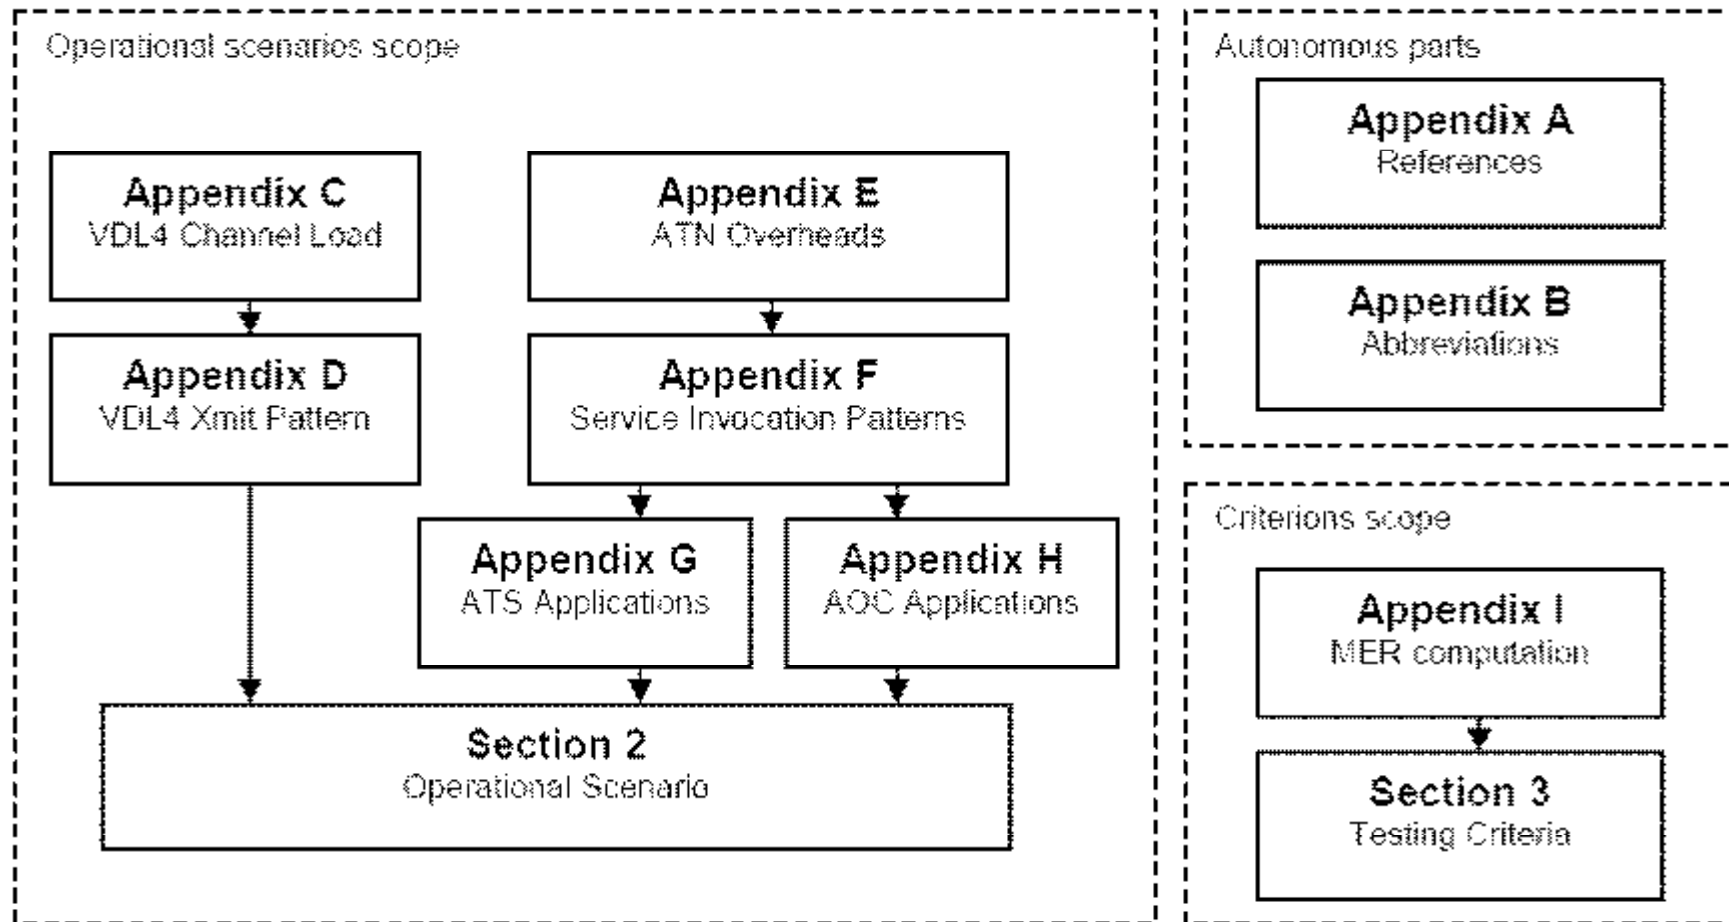 Operational scenarios scope
Appendix C
VDL4 Channel Load
Appendix E
ATN Overheads
Appendix D
VDL4 Xmit Pattern
Appendix F
Service Invocation Patterns
Appendix G
ATS Applications
Appendix H
AOC Applications
Section 2
Operational Scenario
Autonomous parts
Appendix A
References
Appendix B
Abbreviations
Criterions scope
Appendix I
MER computation
Section 3
Testing Criteria